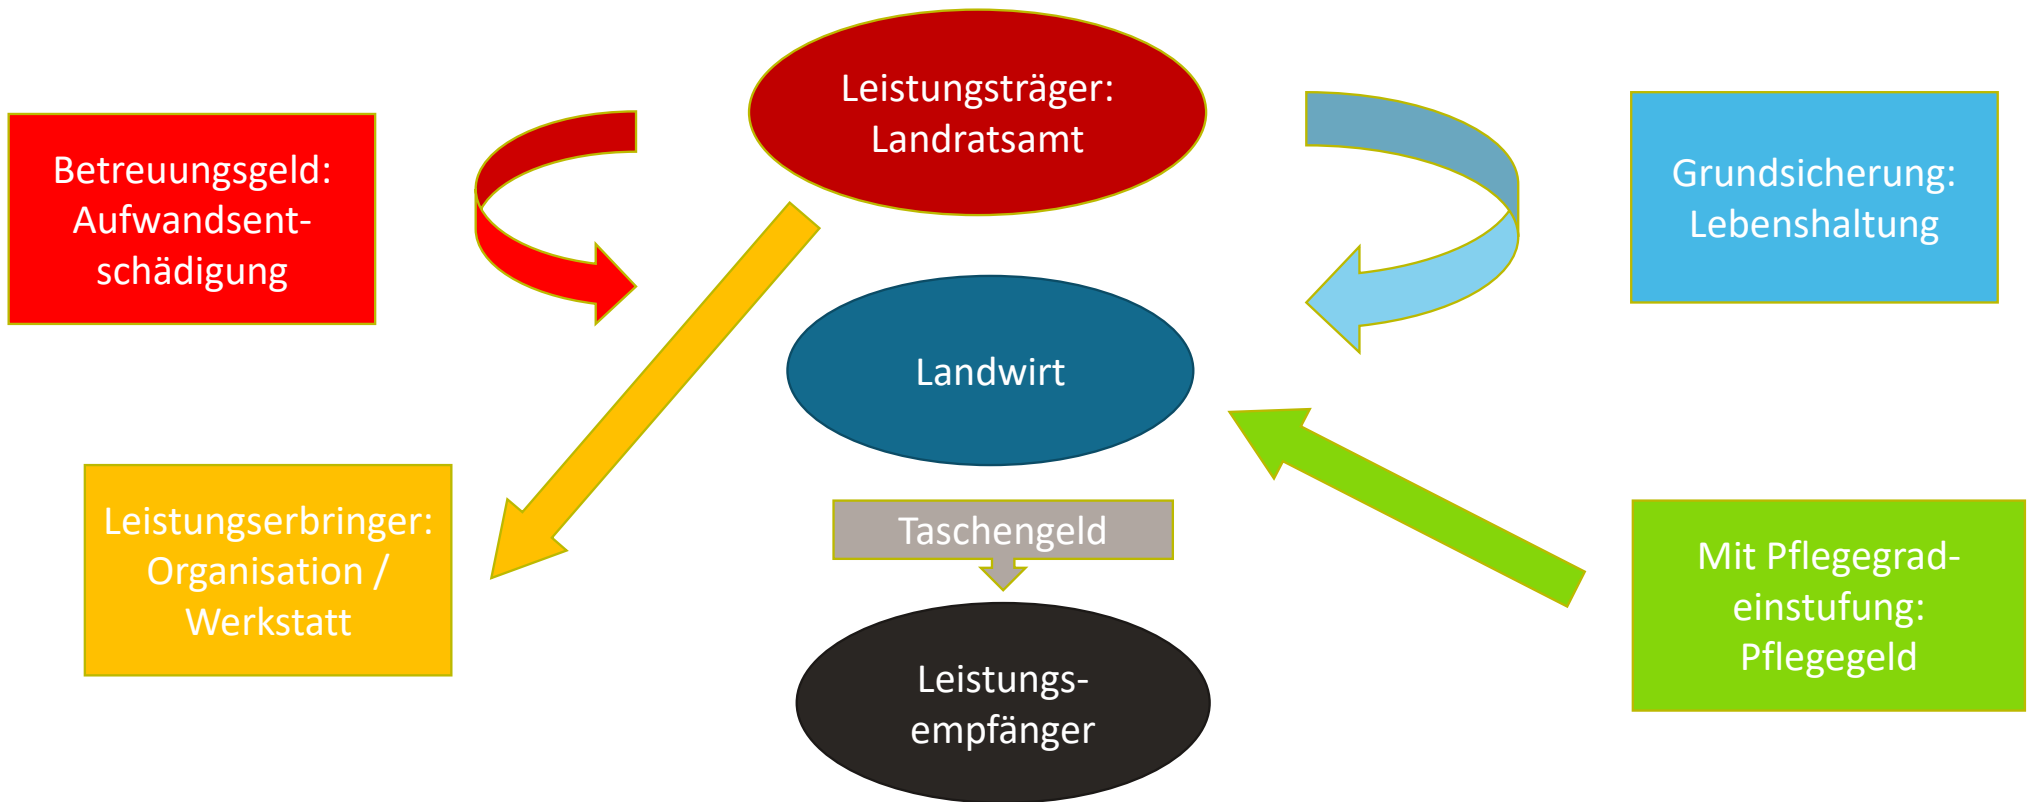 Leistungsträger:
Landratsamt
Betreuungsgeld:
Aufwandsent-
schädigung
Grundsicherung:
Lebenshaltung
Landwirt
Leistungserbringer:
Organisation /
Werkstatt
Taschengeld
Mit Pflegegrad-
einstufung:
Pflegegeld
Leistungs-
empfänger